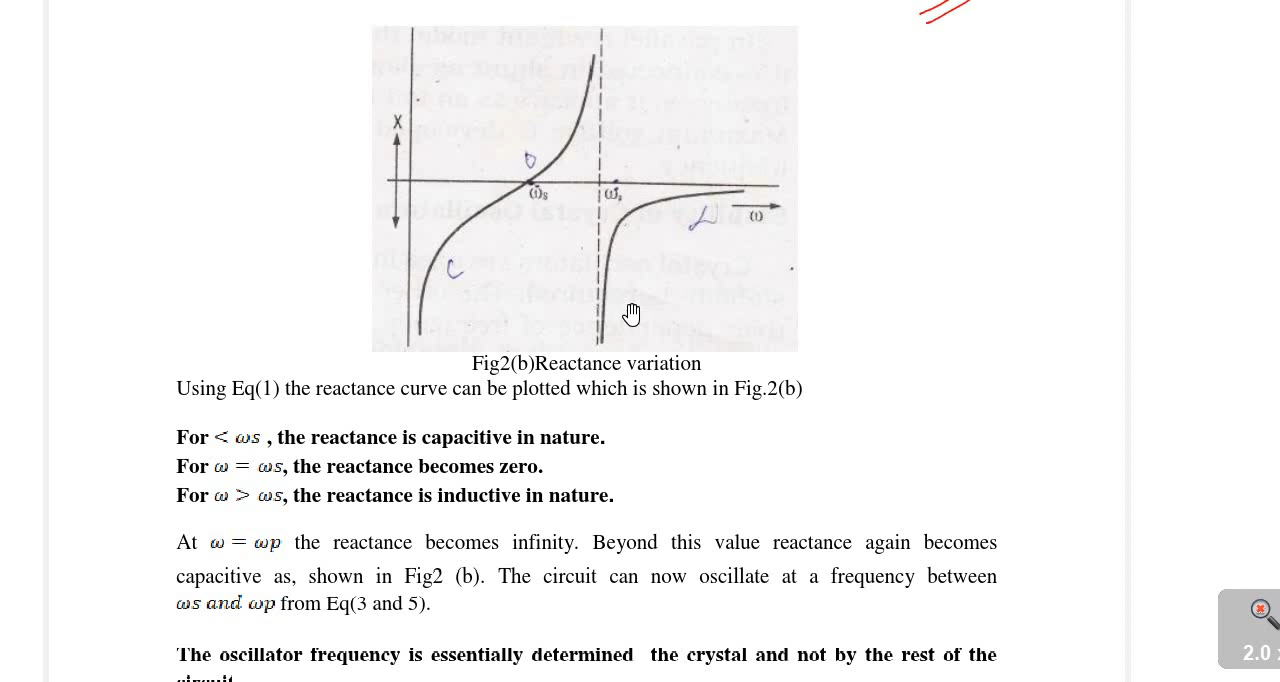 X
0
ωs
ω
L
C
Fig2(b)Reactance variation
Using Eq(1) the reactance curve can be plotted which is shown in Fig.2(b)
For < ωs , the reactance is capacitive in nature.
For ω = ωs, the reactance becomes zero.
For ω > ωs, the reactance is inductive in nature.
At ω = ωp the reactance becomes infinity. Beyond this value reactance again becomes
capacitive as, shown in Fig2 (b). The circuit can now oscillate at a frequency between
ωs and ωp from Eq(3 and 5).
The oscillator frequency is essentially determined the crystal and not by the rest of the
2.0